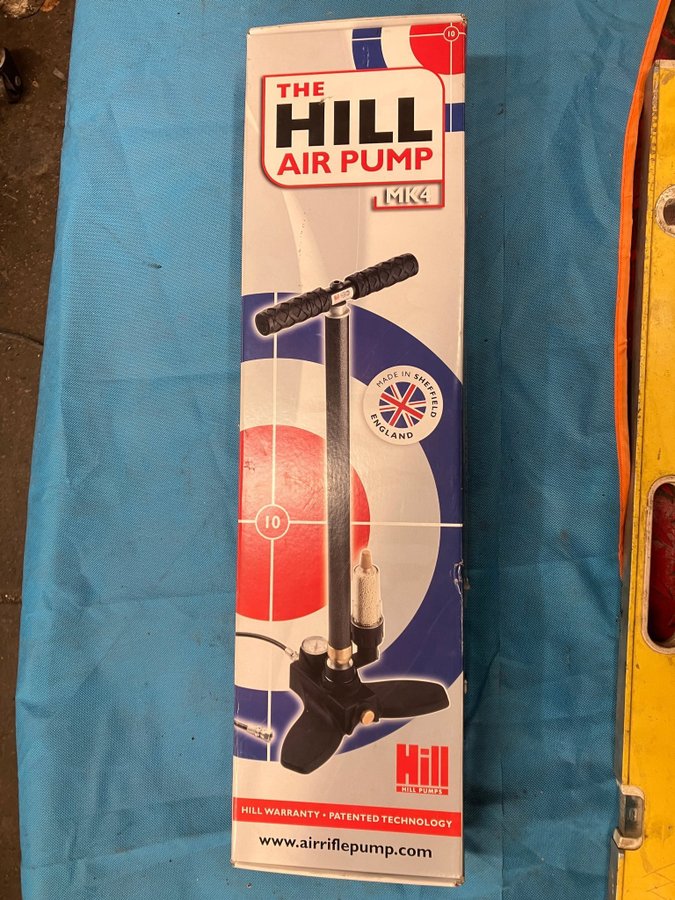 10
THE
HILL
AIR PUMP
MK4
MADE IN SHEFFIELD
ENGLAND
10
Hill
HILL PUMPS
HILL WARRANTY • PATENTED TECHNOLOGY
www.airriflepump.com